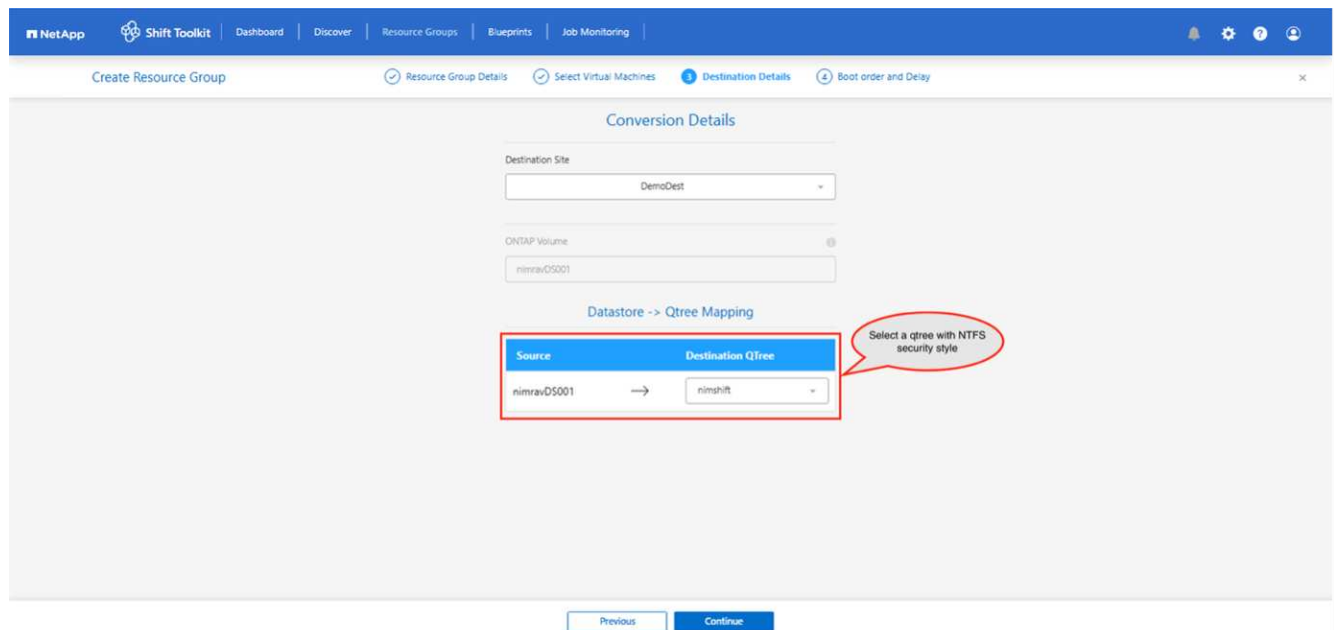 NetApp Shift Toolkit Dashboard Discover Resource Groups Blueprints Job Monitoring
Create Resource Group Resource Group Details Select Virtual Machines 3 Destination Details 4 Boot order and Delay
Conversion Details
Destination Site
DemoDest
ONTAP Volume
nimravDS001
Datastore -> Qtree Mapping
Select a qtree with NTFS
security style
Source Destination QTree
nimravDS001 nimshift
Previous Continue